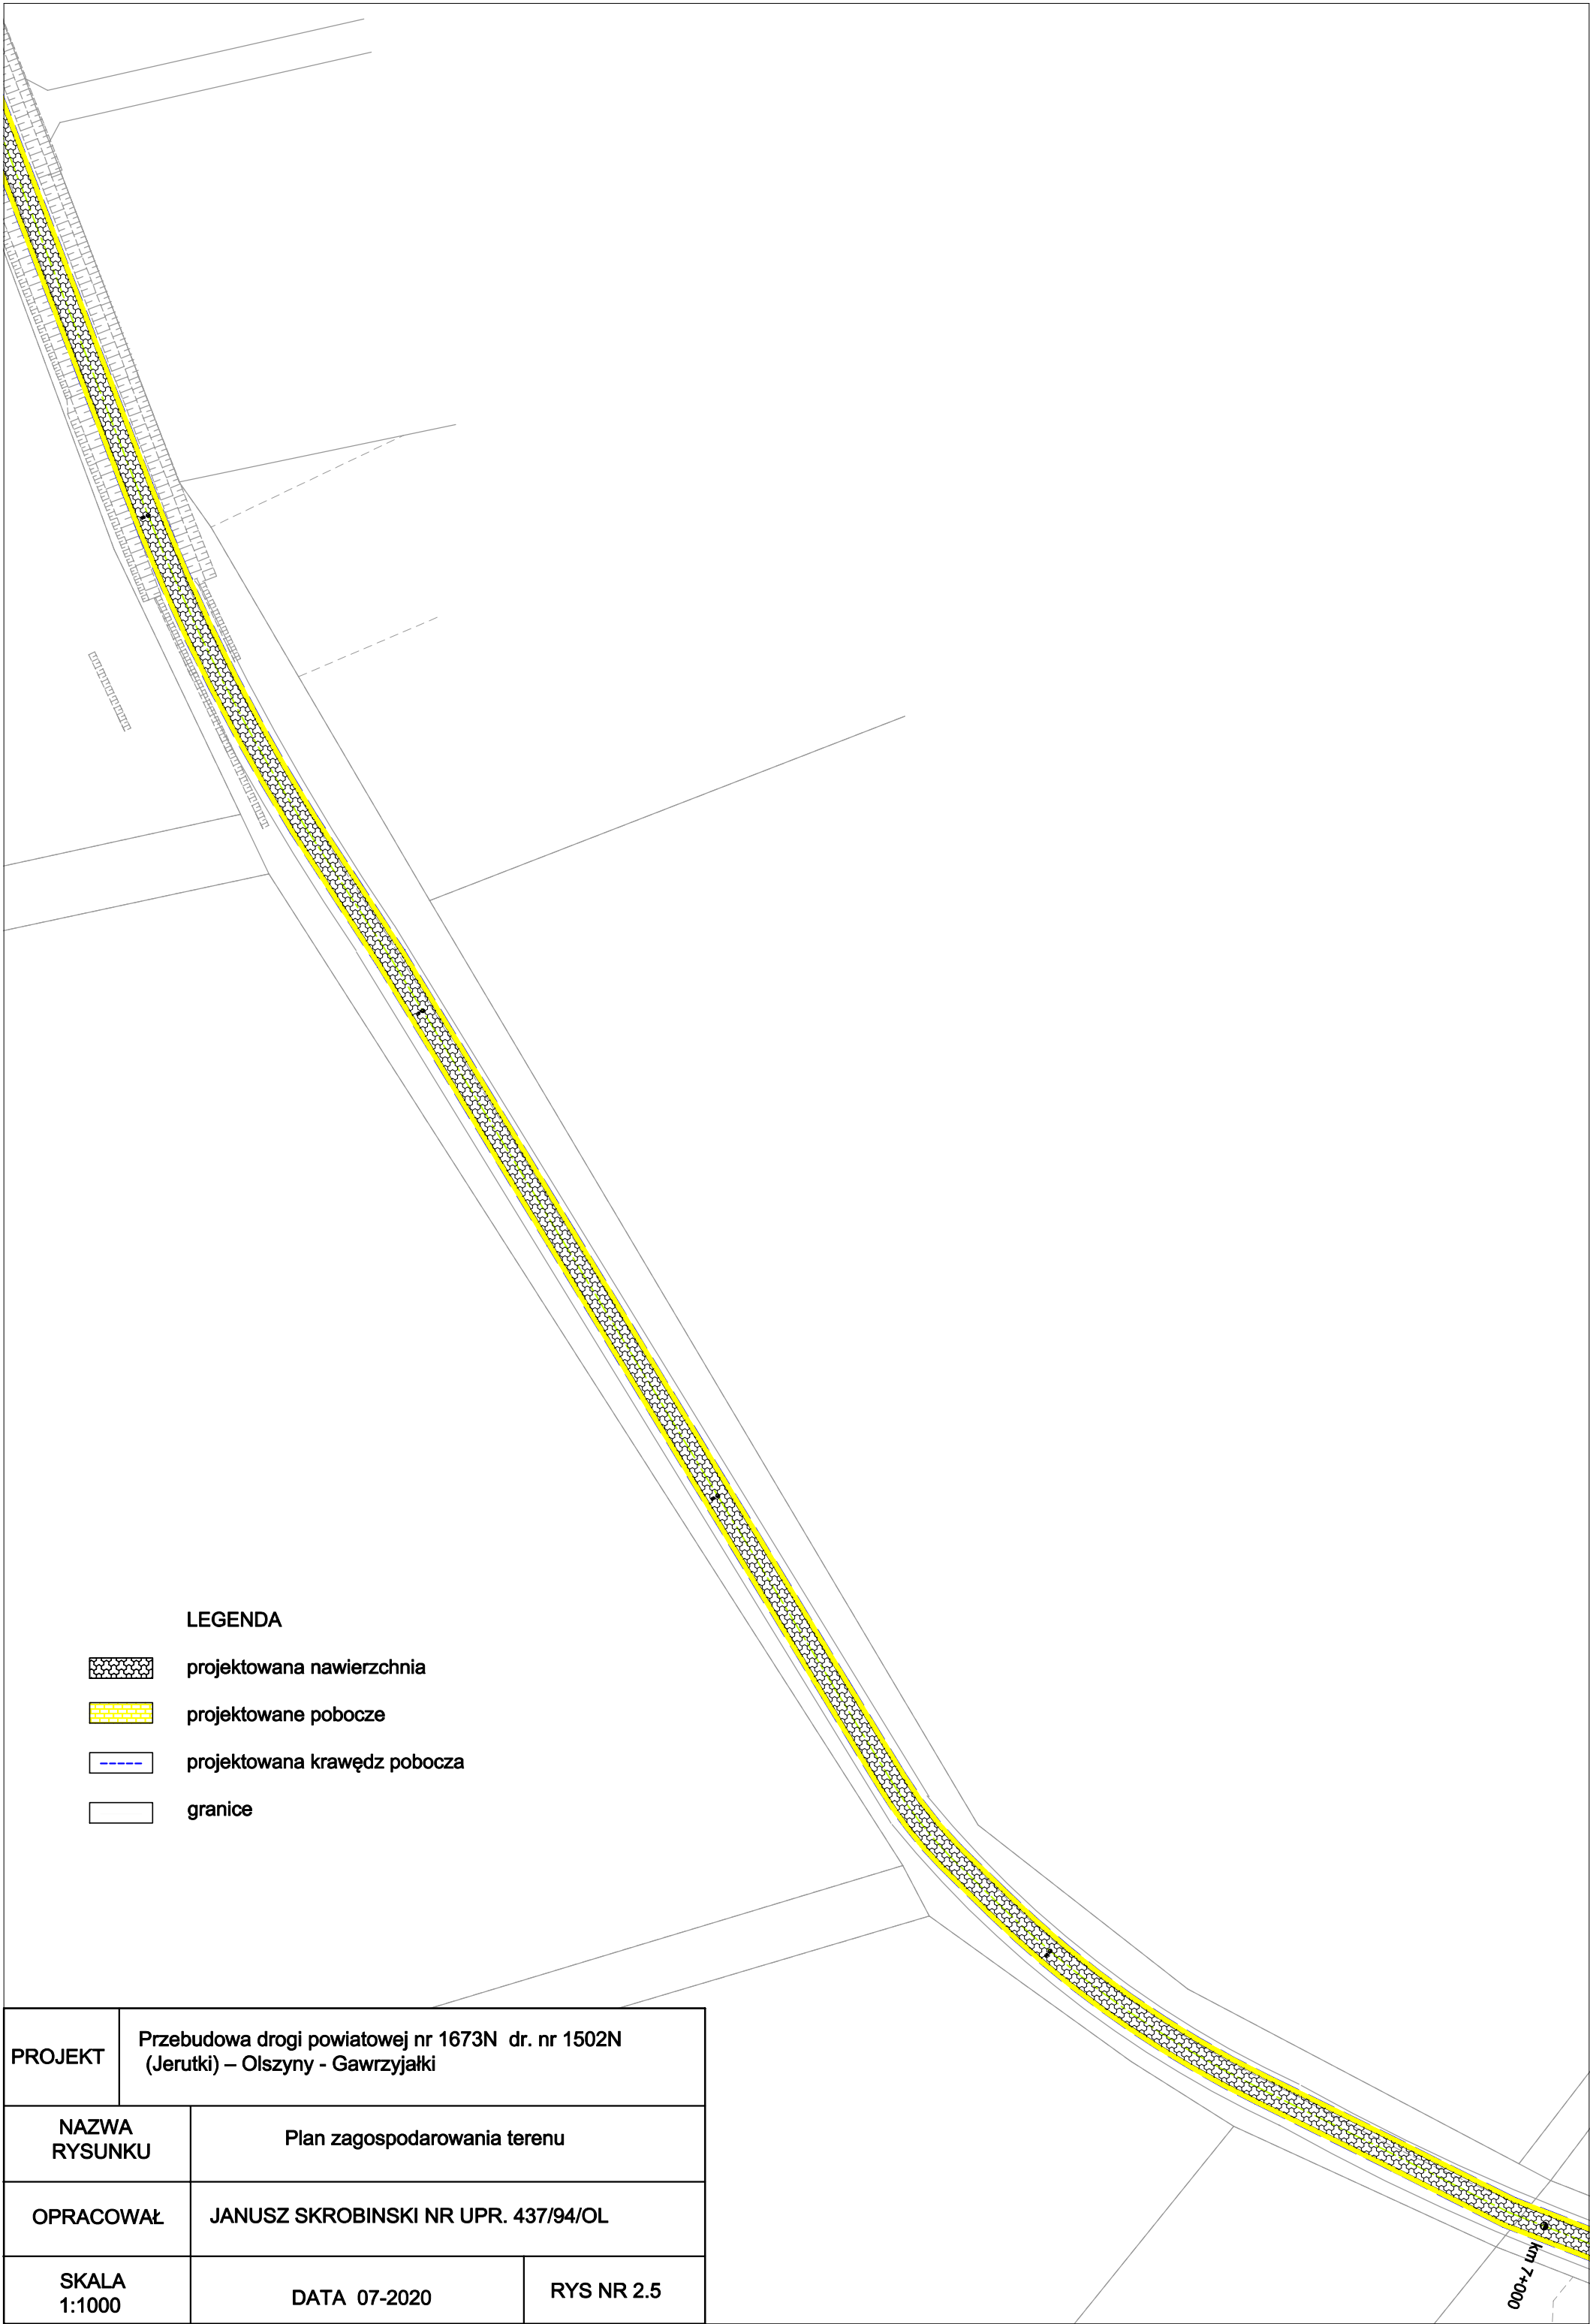 LEGENDA
projektowana nawierzchnia
projektowane pobocze
projektowana krawędz pobocza
granice
PROJEKT
Przebudowa drogi powiatowej nr 1673N dr. nr 1502N
(Jerutki) – Olszyny - Gawrzyjałki
NAZWA
RYSUNKU
Plan zagospodarowania terenu
OPRACOWAŁ
JANUSZ SKROBINSKI NR UPR. 437/94/OL
SKALA
1:1000
DATA 07-2020
RYS NR 2.5
km 7+000